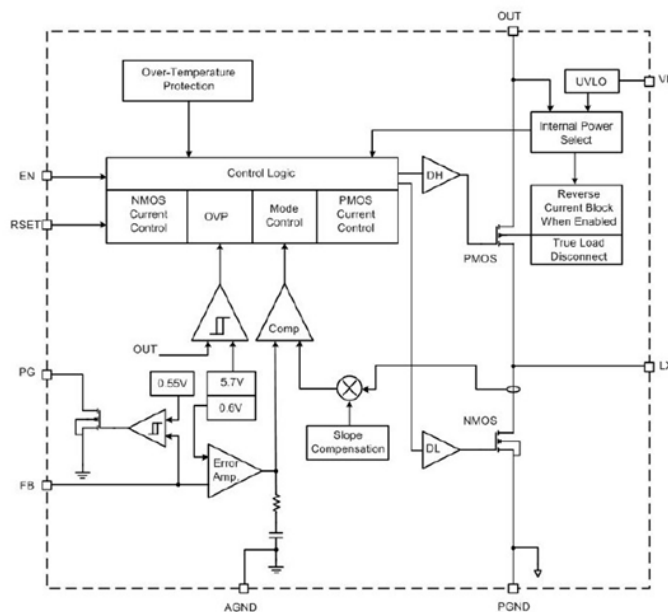 OUT
Over-Temperature
Protection
UVLO
Internal Power
Select
EN
Control Logic
DH
NMOS
Current
Control
OVP
Mode
Control
PMOS
Current
Control
Reverse
Current Block
When Enabled
RSET
PMOS
True Load
Disconnect
OUT
Comp
PG
0.55V
5.7V
0.6V
LX
NMOS
Slope
Compensation
DL
Error
Amp.
FB
AGND
PGND